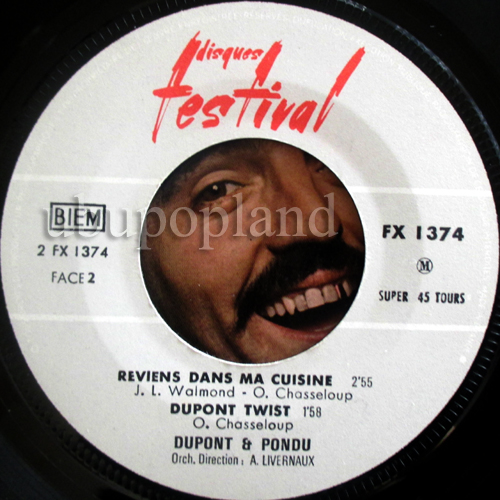 disques
festival
BIEM
ubupopland
FX 1374
2 FX 1374
M
FACE 2
SUPER 45 TOURS
REVIENS DANS MA CUISINE 2'55
J. L. Walmond - O. Chasseloup
DUPONT TWIST 1'58
O. Chasseloup
DUPONT & PONDU
Orch. Direction : A. LIVERNAUX